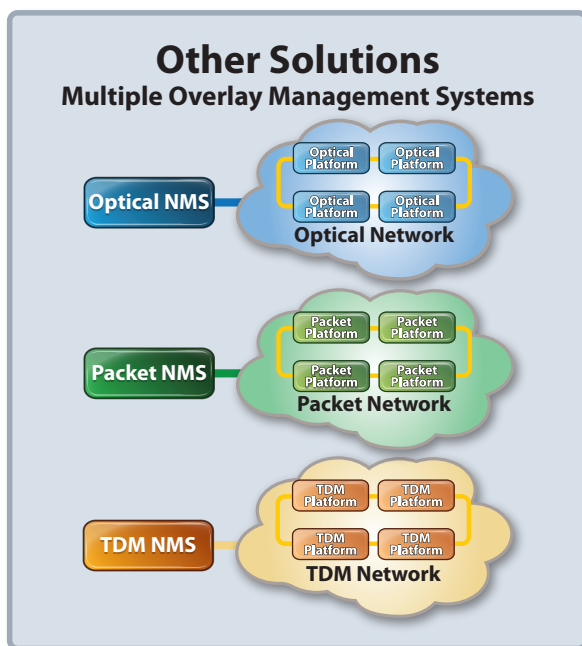 Other Solutions
Multiple Overlay Management Systems
Optical Platform
Optical Platform
Optical NMS
Optical Platform
Optical Platform
Optical Network
Packet Platform
Packet Platform
Packet NMS
Packet Platform
Packet Platform
Packet Network
TDM Platform
TDM Platform
TDM NMS
TDM Platform
TDM Platform
TDM Network